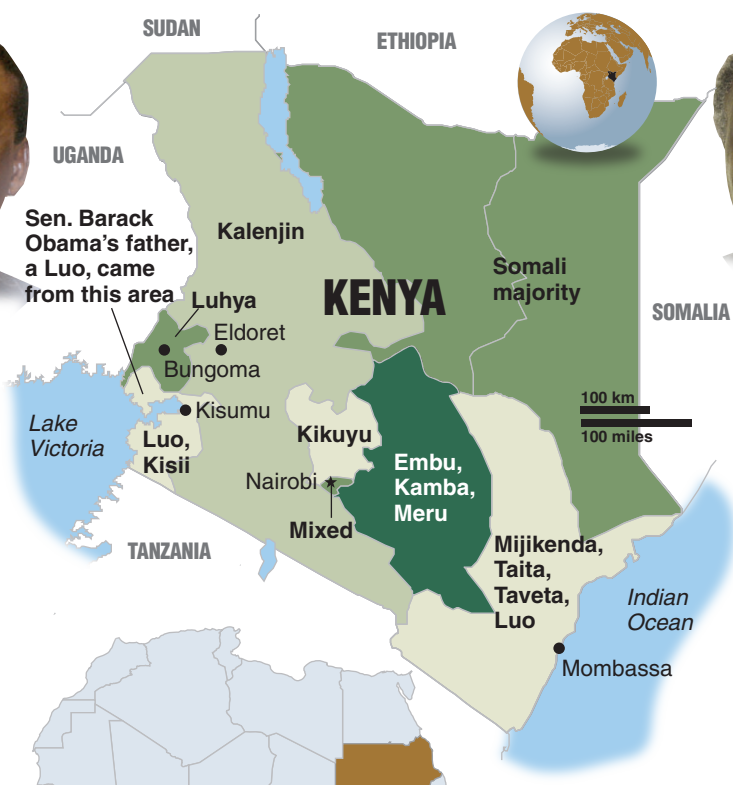 SUDAN
ETHIOPIA
UGANDA
Sen. Barack
Obama's father,
a Luo, came
from this area
Kalenjin
KENYA
Somali
majority
SOMALIA
Luhya
Eldoret
Bungoma
100 km
100 miles
Kisumu
Lake
Victoria
Luo,
Kisii
Kikuyu
Embu,
Kamba,
Meru
Nairobi
Mixed
TANZANIA
Mijikenda,
Taita,
Taveta,
Luo
Indian
Ocean
Mombassa